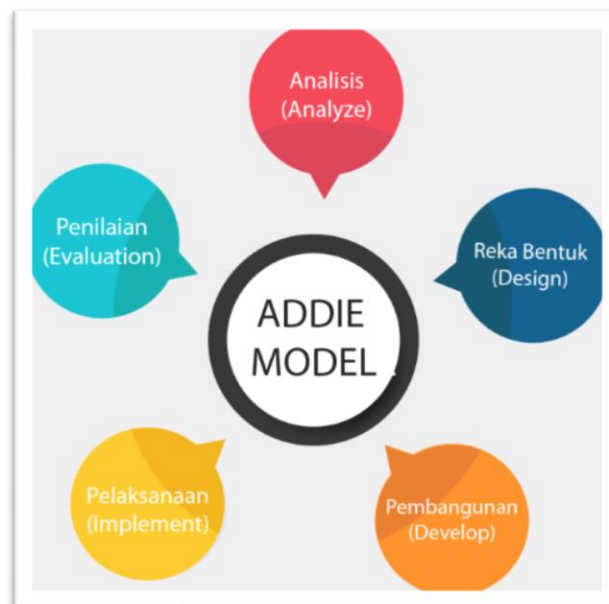 Analisis
(Analyze)
Reka Bentuk
(Design)
Pembangunan
(Develop)
Pelaksanaan
(Implement)
Penilaian
(Evaluation)
ADDIE
MODEL